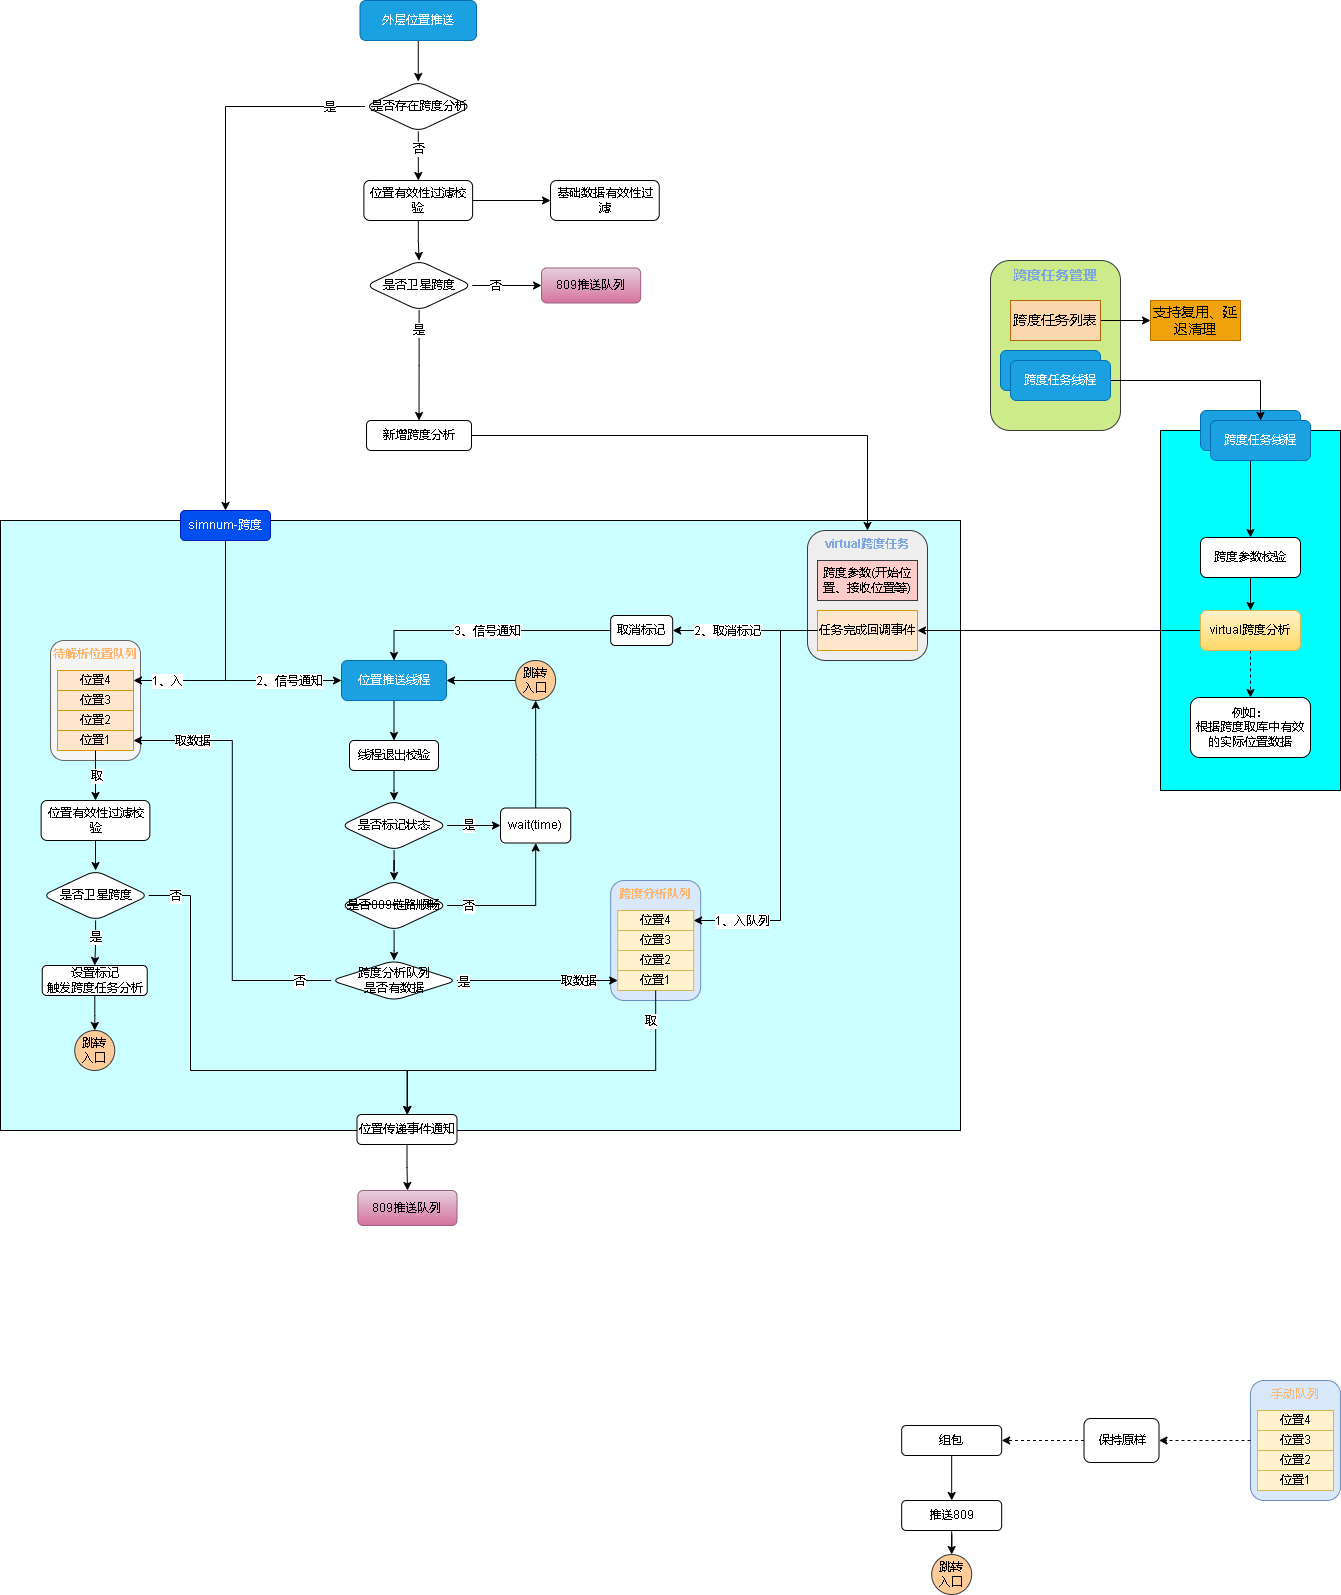 外层位置推送
是否存在跨度分析
是
否
位置有效性过滤校
验
基础数据有效性过
滤
是否卫星跨度
否
809推送队列
是
新增跨度分析
跨度任务管理
跨度任务列表
支持复用、延
迟清理
跨度任务线程
跨度任务线程
跨度参数校验
virtual跨度分析
例如：
根据跨度取库中有效
的实际位置数据
simnum-跨度
virtual跨度任务
跨度参数(开始位
置、接收位置等)
任务完成回调事件
2、取消标记
取消标记
3、信号通知
待解析位置队列
位置4
位置3
位置2
位置1
1、入
2、信号通知
位置推送线程
跳转
入口
取数据
线程退出校验
取
位置有效性过滤校
验
是否标记状态
是
wait(time)
是否卫星跨度
否
是否809链路顺畅
否
跨度分析队列
位置4
位置3
位置2
位置1
1、入队列
是
设置标记
触发跨度任务分析
否
跨度分析队列
是否有数据
是
取数据
跳转
入口
取
位置传递事件通知
809推送队列
手动队列
位置4
位置3
位置2
位置1
保持原样
组包
推送809
跳转
入口